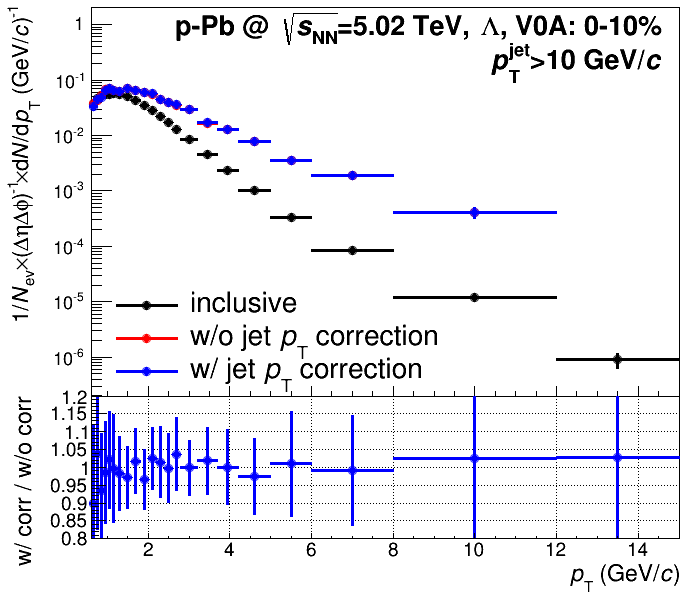 p-Pb @ √sNN=5.02 TeV, Λ, V0A: 0-10%
pTjet>10 GeV/c
1/Nev×(ΔηΔϕ)-1×dN/dpT (GeV/c)-1
1
10-1
10-2
10-3
10-4
10-5
10-6
inclusive
w/o jet pT correction
w/ jet pT correction
w/ corr / w/o corr
1.2
1.15
1.1
1.05
1
0.95
0.9
0.85
0.8
2 4 6 8 10 12 14
pT (GeV/c)